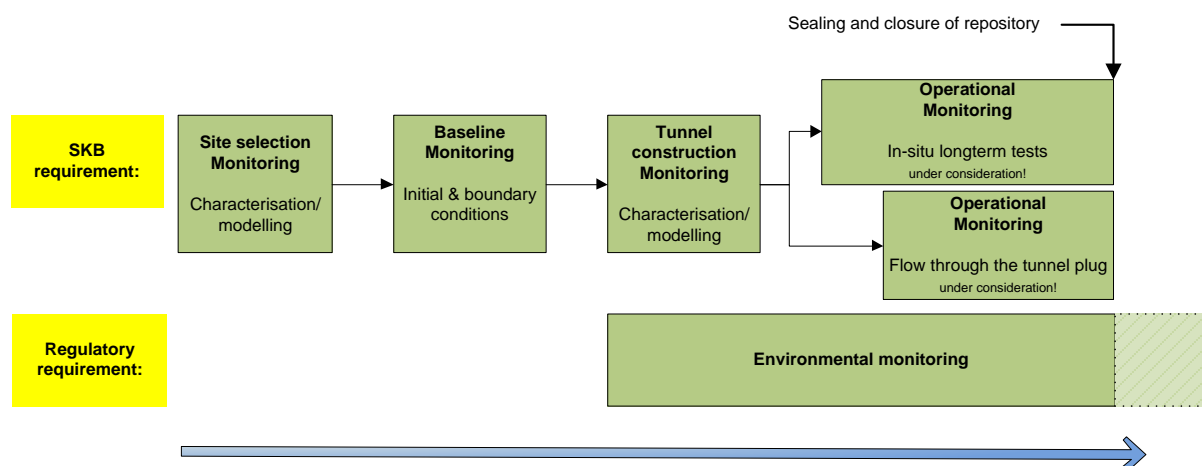 Sealing and closure of repository
SKB
requirement:
Site selection
Monitoring
Characterisation/
modelling
Baseline
Monitoring
Initial & boundary
conditions
Tunnel
construction
Monitoring
Characterisation/
modelling
Operational
Monitoring
In-situ longterm tests
under consideration!
Operational
Monitoring
Flow through the tunnel plug
under consideration!
Regulatory
requirement:
Environmental monitoring